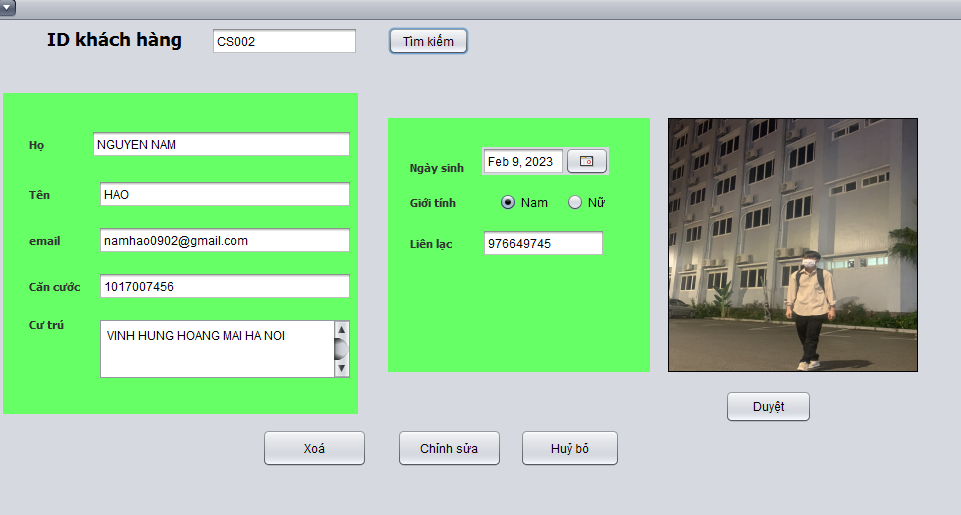 ID khách hàng CS002 Tìm kiếm
Họ NGUYEN NAM
Tên HAO
email namhao0902@gmail.com
Căn cước 1017007456
Cư trú VINH HUNG HOANG MAI HA NOI
Ngày sinh Feb 9, 2023
Giới tính Nam Nữ
Liên lạc 976649745
Duyệt
Xoá Chỉnh sửa Huỷ bỏ